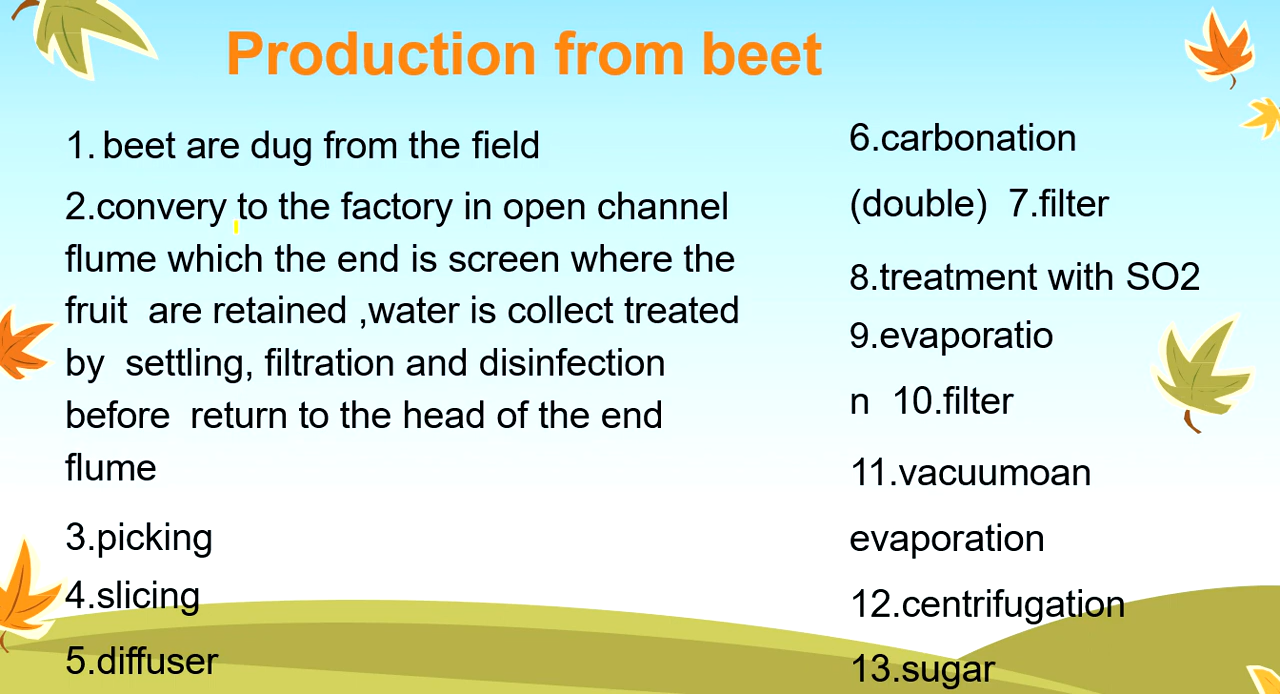 Production from beet
1. beet are dug from the field
2.convery to the factory in open channel
flume which the end is screen where the
fruit are retained ,water is collect treated
by settling, filtration and disinfection
before return to the head of the end
flume
3.picking
4.slicing
5.diffuser
6.carbonation
(double) 7.filter
8.treatment with SO2
9.evaporatio
n 10.filter
11.vacuumoan
evaporation
12.centrifugation
13.sugar